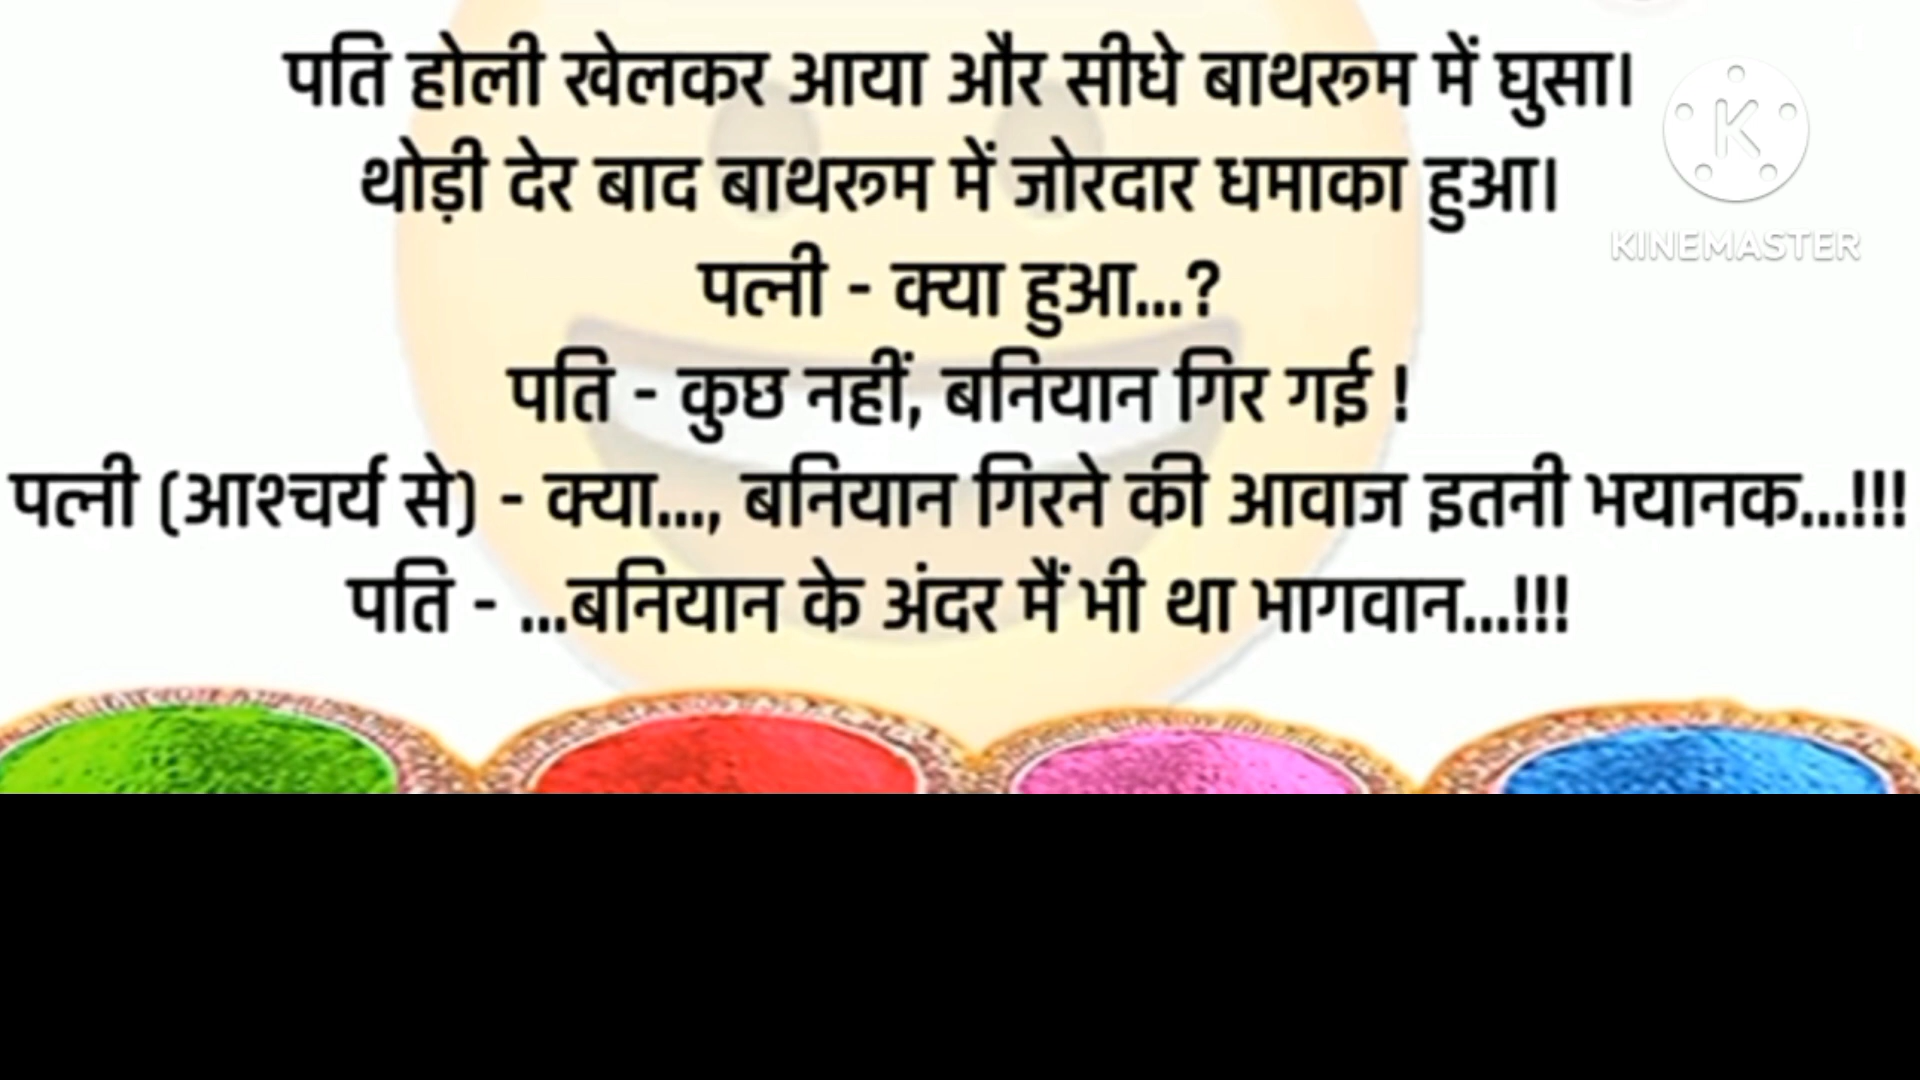 पति होली खेलकर आया और सीधे बाथरूम में घुसा।
थोड़ी देर बाद बाथरूम में जोरदार धमाका हुआ।
पत्नी - क्या हुआ...?
पति - कुछ नहीं, बनियान गिर गई !
पत्नी (आश्चर्य से) - क्या..., बनियान गिरने की आवाज इतनी भयानक...!!!
पति - ...बनियान के अंदर मैं भी था भागवान...!!!
K
KINEMASTER